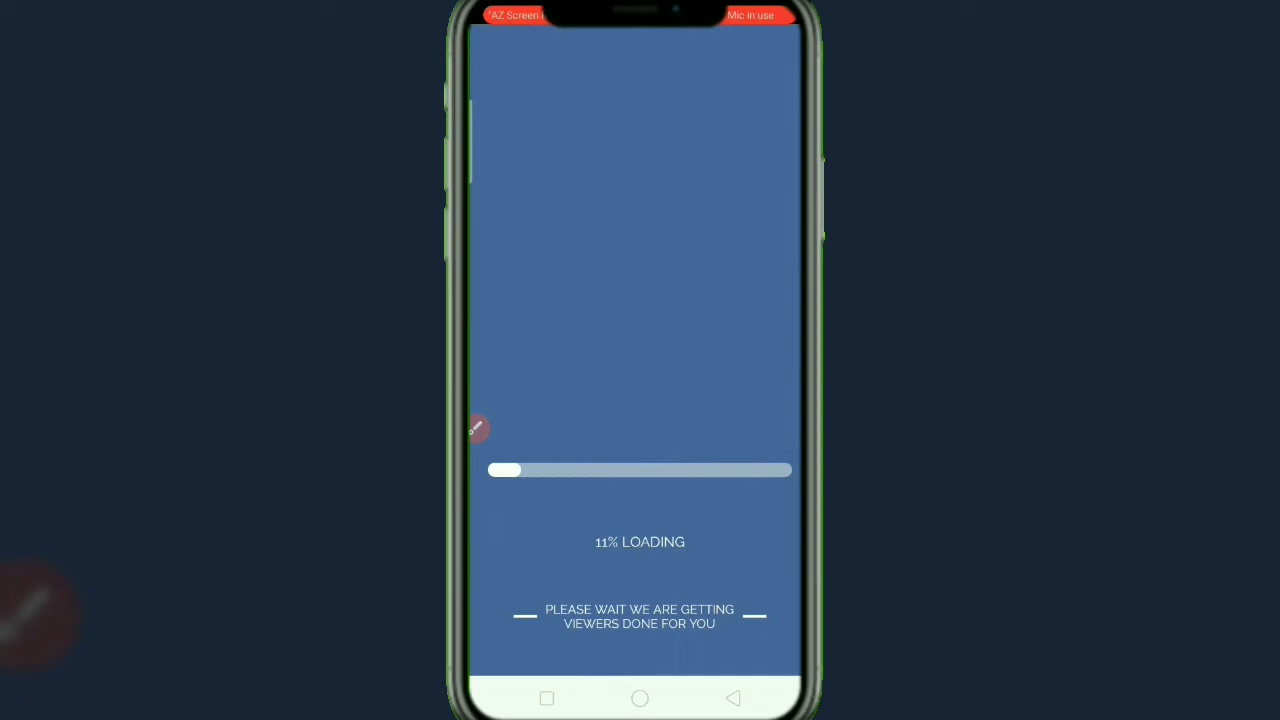 "AZ Screen
Mic in use
11% LOADING
PLEASE WAIT WE ARE GETTING
VIEWERS DONE FOR YOU